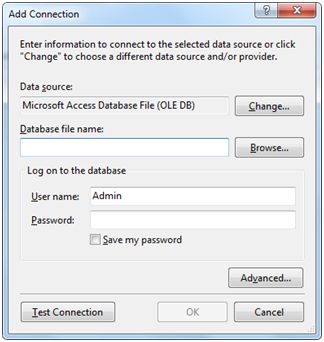 Add Connection
Enter information to connect to the selected data source or click
"Change" to choose a different data source and/or provider.
Data source:
Microsoft Access Database File (OLE DB)
Change...
Database file name:
Browse...
Log on to the database
User name:
Admin
Password:
Save my password
Advanced...
Test Connection
OK
Cancel